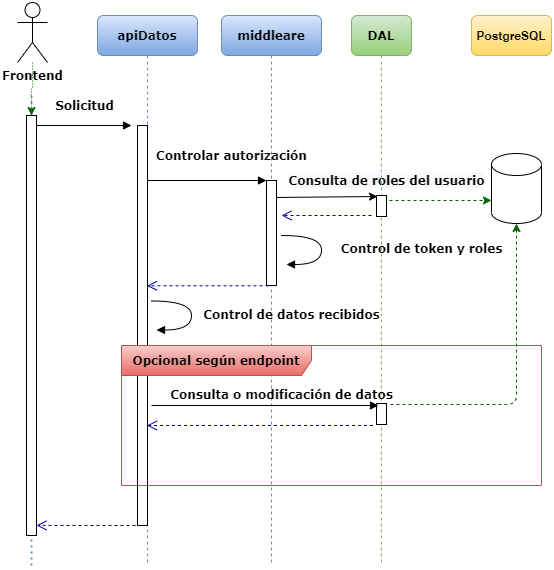 Frontend
apiDatos
middleare
DAL
PostgreSQL
Solicitud
Controlar autorización
Consulta de roles del usuario
Control de token y roles
Control de datos recibidos
Opcional según endpoint
Consulta o modificación de datos